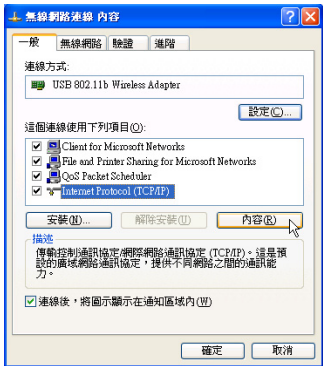 無線網路連線 內容
一般 無線網路 驗證 進階
連線方式:
USB 802.11b Wireless Adapter
設定(C)...
這個連線使用下列項目(O):
Client for Microsoft Networks
File and Printer Sharing for Microsoft Networks
QoS Packet Scheduler
Internet Protocol (TCP/IP)
安裝(N)... 解除安裝(U) 內容(R)
描述
傳輸控制通訊協定/網際網路通訊協定 (TCP/IP)。這是預
設的廣域網路通訊協定，提供不同網路之間的通訊能
力。
連線後，將圖示顯示在通知區域內(W)
確定 取消